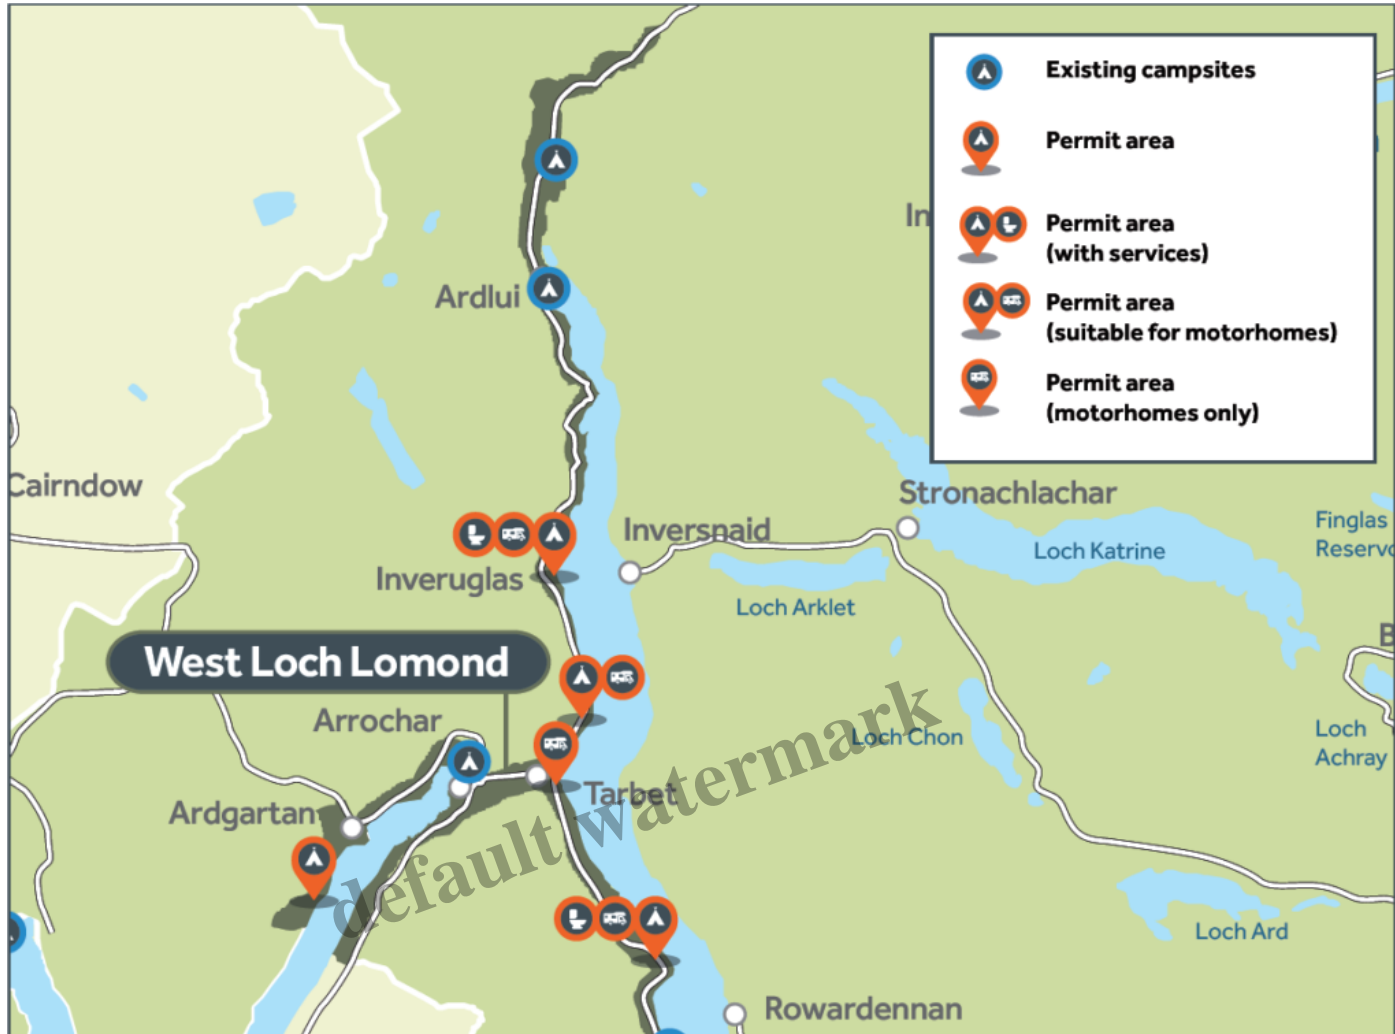 Existing campsites
Permit area
In
Permit area
(with services)
Permit area
(suitable for motorhomes)
Permit area
(motorhomes only)
Ardlui
Cairndow
Stronachlachar
Inversnaid
Loch Katrine
Finglas
Reservo
Inveruglas
Loch Arklet
B
West Loch Lomond
Arrochar
Loch Chon
Loch
Achray
Tarbet
Ardgartan
default watermark
Loch Ard
Rowardennan